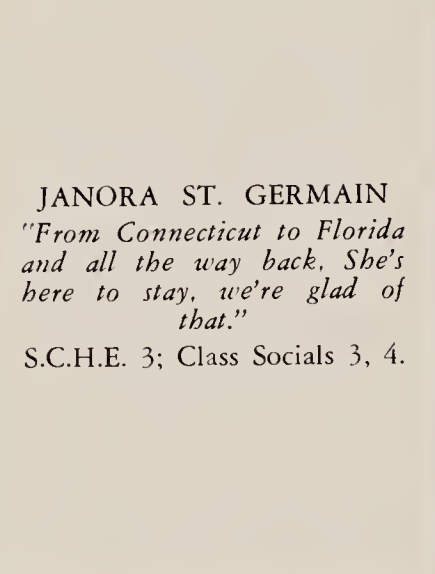 JANORA ST. GERMAIN
"From Connecticut to Florida
and all the way back, She's
here to stay, we're glad of
that."
S.C.H.E. 3; Class Socials 3, 4.